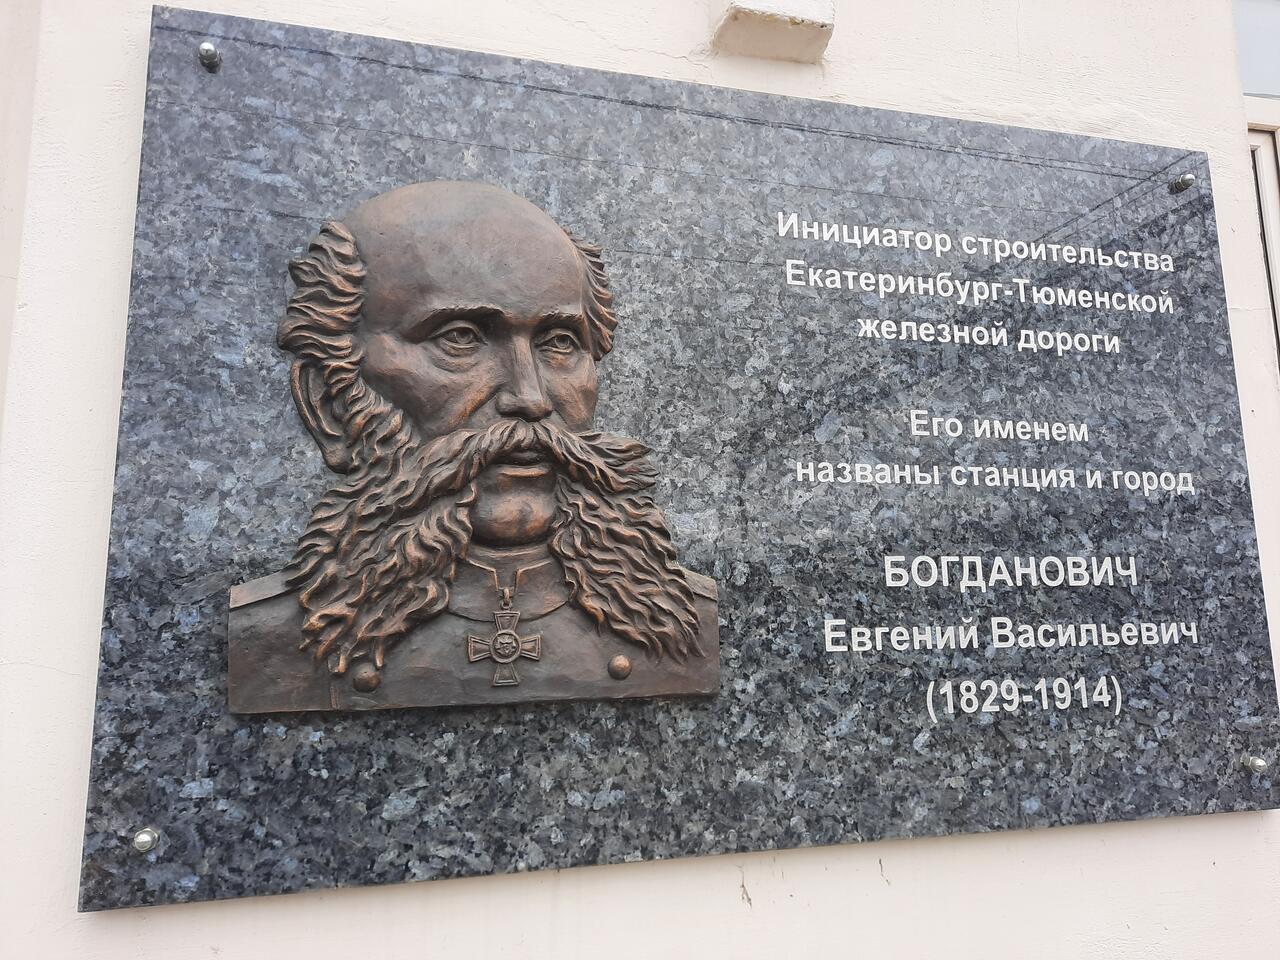 Инициатор строительства
Екатеринбург-Тюменской
железной дороги
Его именем
названы станция и город
БОГДАНОВИЧ
Евгений Васильевич
(1829-1914)